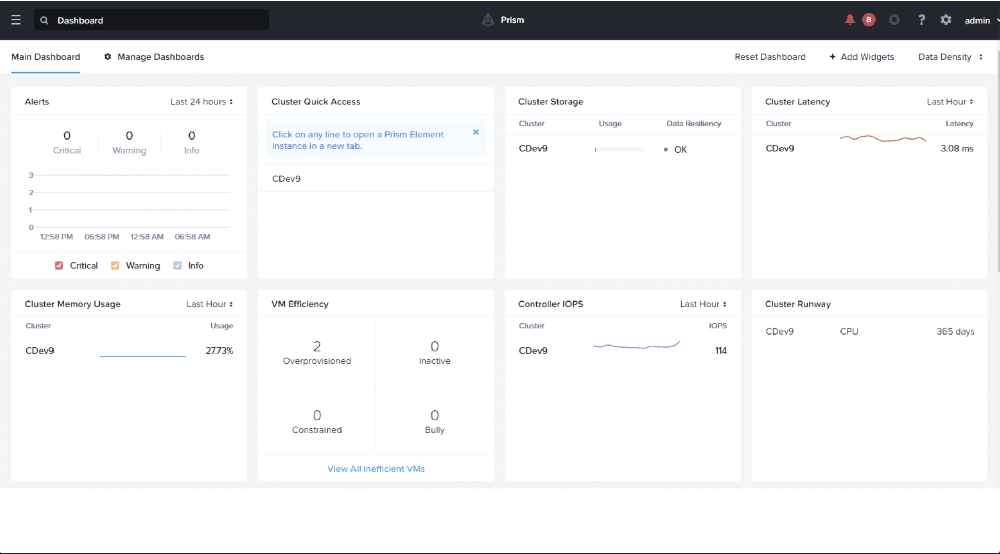 Dashboard
Prism
8
?
admin
Main Dashboard
Manage Dashboards
Reset Dashboard
+ Add Widgets
Data Density
Alerts
Last 24 hours
0
0
0
Critical
Warning
Info
3
2
1
0
12:58 PM 06:58 PM 12:58 AM 06:58 AM
Critical
Warning
Info
Cluster Quick Access
Click on any line to open a Prism Element
instance in a new tab.
CDev9
Cluster Storage
Cluster Usage Data Resiliency
CDev9 OK
Cluster Latency
Last Hour
Cluster Latency
CDev9 3.08 ms
Cluster Memory Usage
Last Hour
Cluster Usage
CDev9 27.73%
VM Efficiency
2
Overprovisioned
0
Inactive
0
Constrained
0
Bully
View All Inefficient VMs
Controller IOPS
Last Hour
Cluster IOPS
CDev9 114
Cluster Runway
CDev9 CPU 365 days